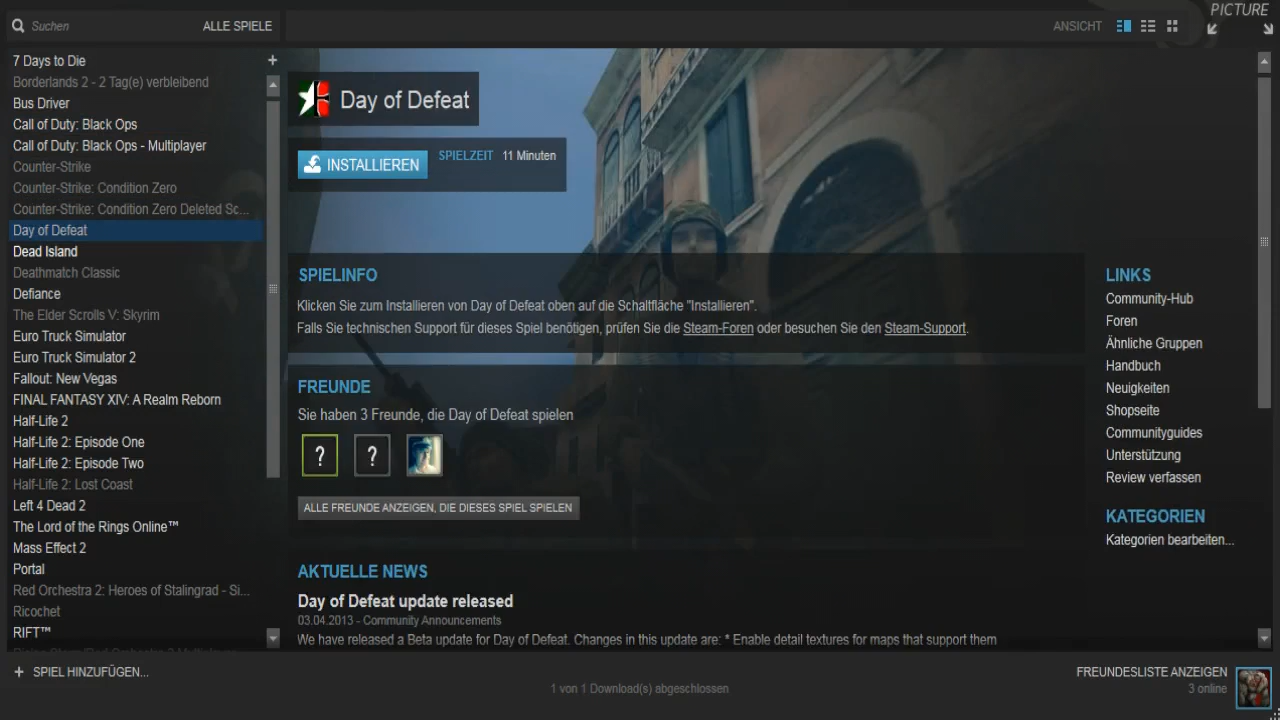 PICTURE
Suchen
ALLE SPIELE
ANSICHT
7 Days to Die
+
Borderlands 2 - 2 Tag(e) verbleibend
Bus Driver
Call of Duty: Black Ops
Call of Duty: Black Ops - Multiplayer
Counter-Strike
Counter-Strike: Condition Zero
Counter-Strike: Condition Zero Deleted Sc...
Day of Defeat
Dead Island
Deathmatch Classic
Defiance
The Elder Scrolls V: Skyrim
Euro Truck Simulator
Euro Truck Simulator 2
Fallout: New Vegas
FINAL FANTASY XIV: A Realm Reborn
Half-Life 2
Half-Life 2: Episode One
Half-Life 2: Episode Two
Half-Life 2: Lost Coast
Left 4 Dead 2
The Lord of the Rings Online™
Mass Effect 2
Portal
Red Orchestra 2: Heroes of Stalingrad - Si...
Ricochet
RIFT™
+ SPIEL HINZUFÜGEN...
Day of Defeat
INSTALLIEREN
SPIELZEIT 11 Minuten
SPIELINFO
Klicken Sie zum Installieren von Day of Defeat oben auf die Schaltfläche "Installieren".
Falls Sie technischen Support für dieses Spiel benötigen, prüfen Sie die Steam-Foren oder besuchen Sie den Steam-Support.
FREUNDE
Sie haben 3 Freunde, die Day of Defeat spielen
? ?
ALLE FREUNDE ANZEIGEN, DIE DIESES SPIEL SPIELEN
AKTUELLE NEWS
Day of Defeat update released
03.04.2013 - Community Announcements
We have released a Beta update for Day of Defeat. Changes in this update are: * Enable detail textures for maps that support them
LINKS
Community-Hub
Foren
Ähnliche Gruppen
Handbuch
Neuigkeiten
Shopseite
Communityguides
Unterstützung
Review verfassen
KATEGORIEN
Kategorien bearbeiten...
1 von 1 Download(s) abgeschlossen
FREUNDESLISTE ANZEIGEN
3 online